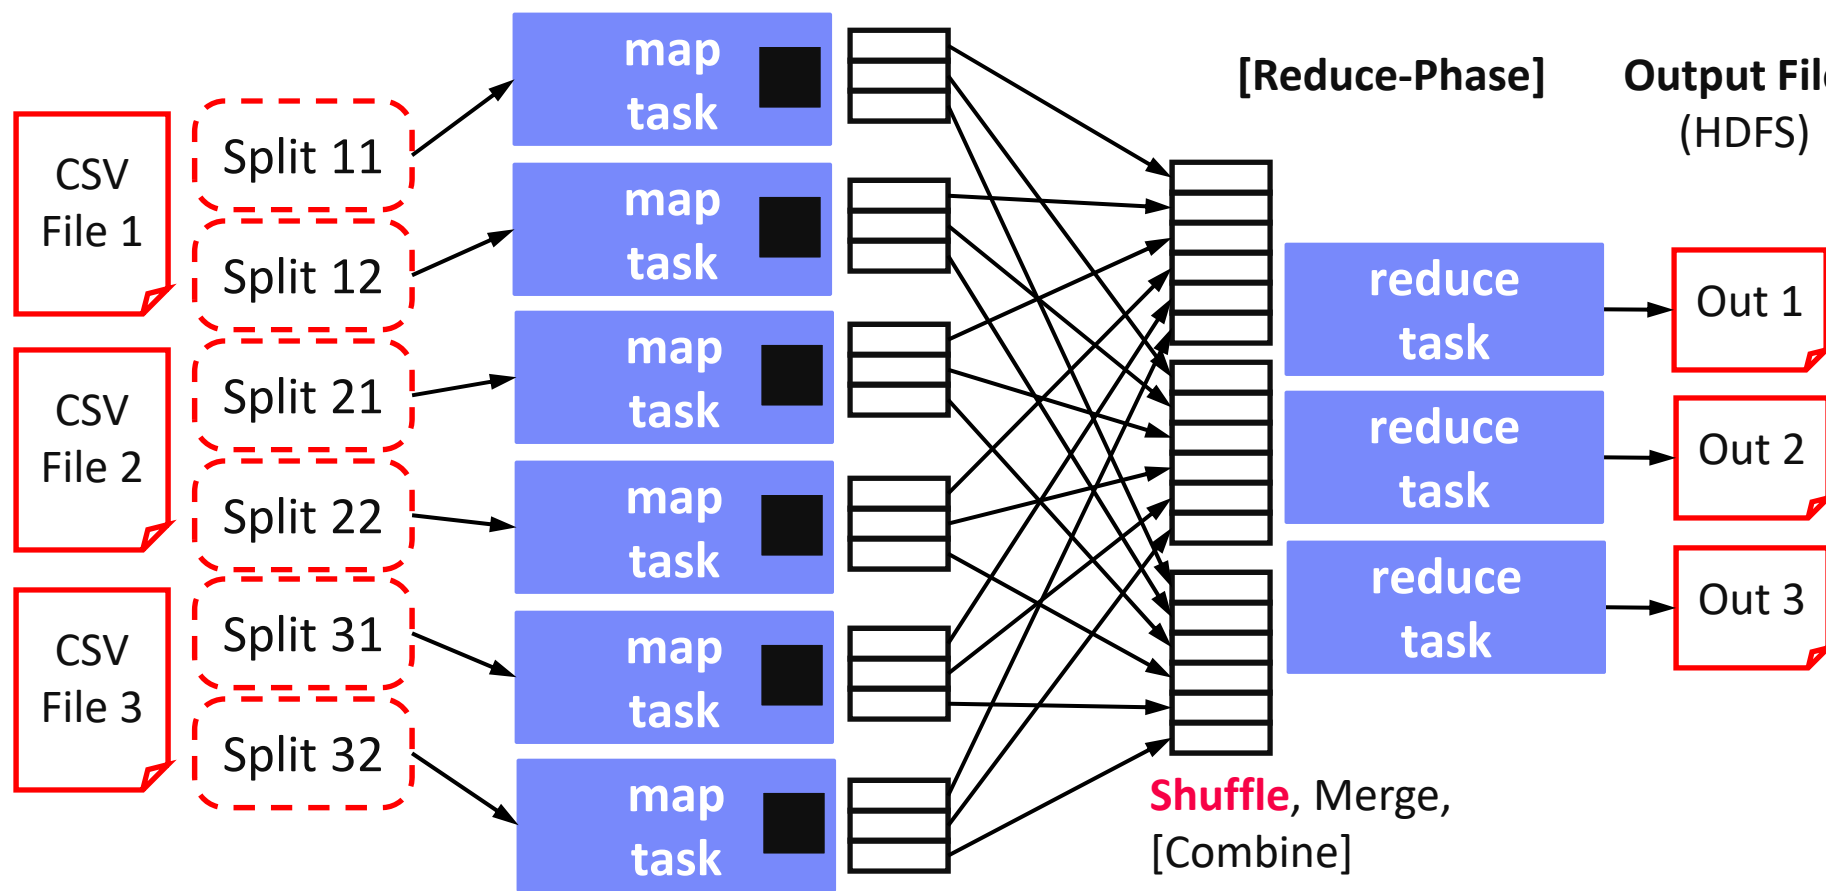 CSV
File 1
CSV
File 2
CSV
File 3
Split 11
Split 12
Split 21
Split 22
Split 31
Split 32
map
task
map
task
map
task
map
task
map
task
map
task
Shuffle, Merge,
[Combine]
[Reduce-Phase]
reduce
task
reduce
task
reduce
task
Output File
(HDFS)
Out 1
Out 2
Out 3